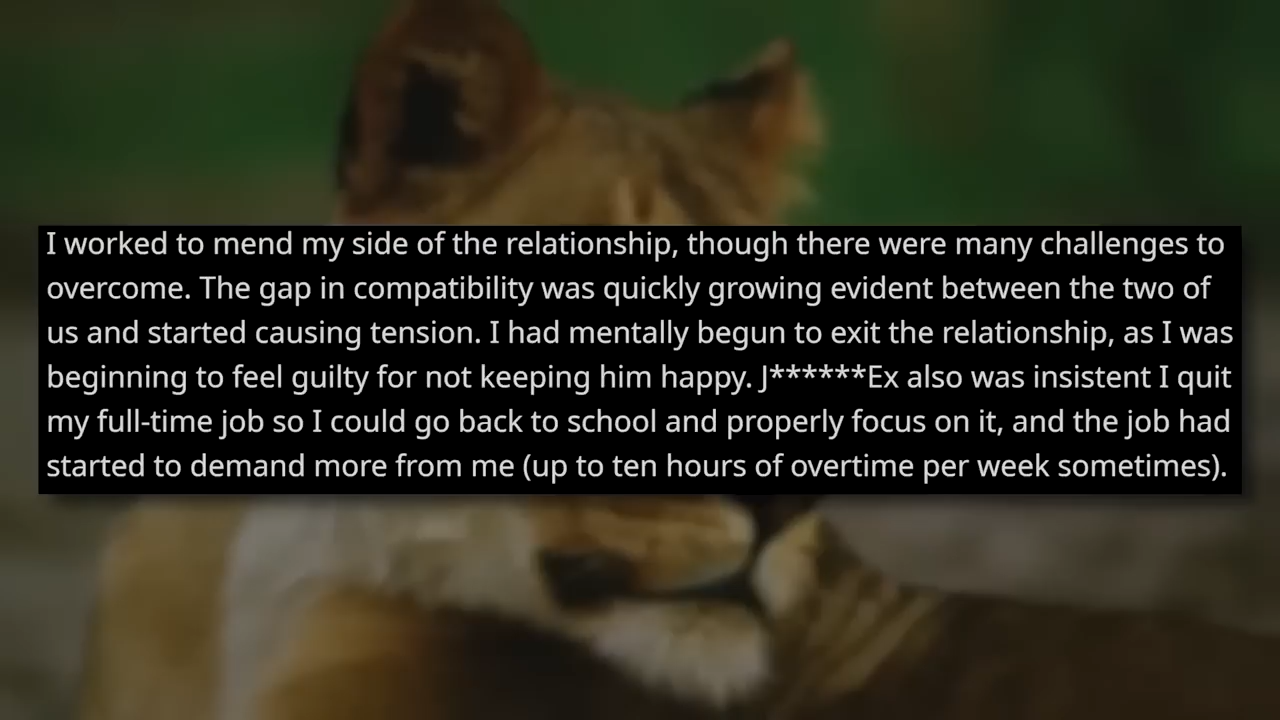 I worked to mend my side of the relationship, though there were many challenges to
overcome. The gap in compatibility was quickly growing evident between the two of
us and started causing tension. I had mentally begun to exit the relationship, as I was
beginning to feel guilty for not keeping him happy. J******Ex also was insistent I quit
my full-time job so I could go back to school and properly focus on it, and the job had
started to demand more from me (up to ten hours of overtime per week sometimes).